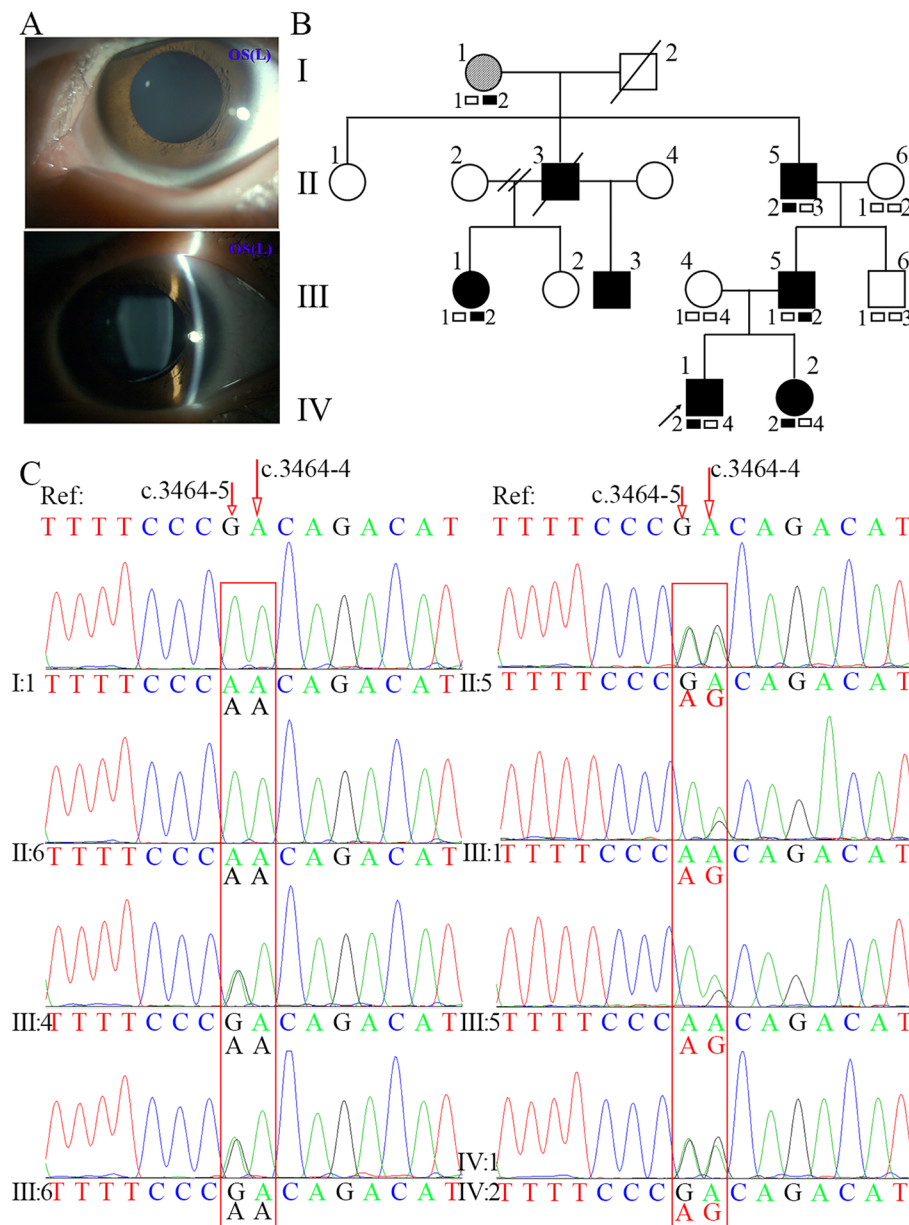 A
OS(L)
OS(L)
B
I
1
2
1 2
II
1
2
3
4
5
6
2 3
1 2
III
1
2
3
4
5
6
1 2
1 4
1 2
1 3
IV
1
2
2 4
2 4
C
Ref:
c.3464-5
c.3464-4
T T T T C C C G A C A G A C A T
I:1 T T T T C C C A A C A G A C A T
A A
II:6 T T T T C C C A A C A G A C A T
A A
III:4 T T T T C C C G A C A G A C A T
A A
III:6 T T T T C C C G A C A G A C A T
A A
Ref:
c.3464-5
c.3464-4
T T T T C C C G A C A G A C A T
II:5 T T T T C C C G A C A G A C A T
A G
III:1 T T T T C C C A A C A G A C A T
A G
III:5 T T T T C C C A A C A G A C A T
A G
IV:1
IV:2 T T T T C C C G A C A G A C A T
A G